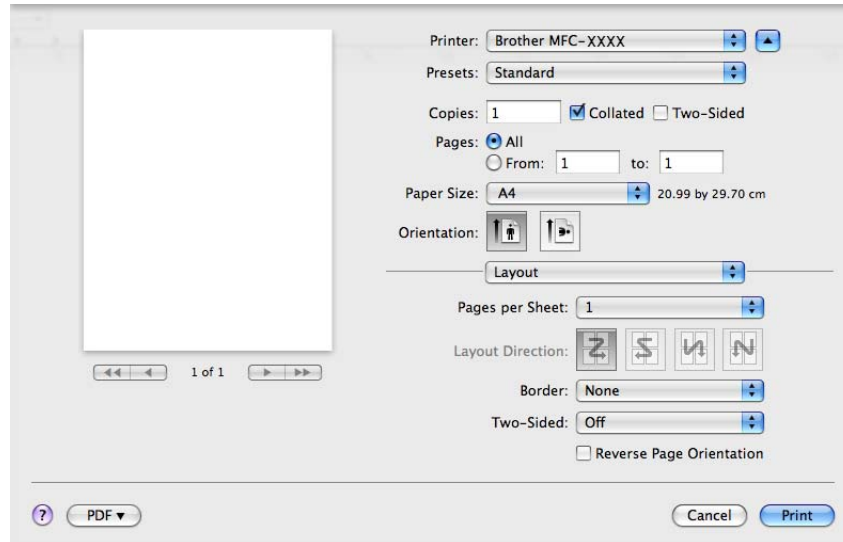 Printer: Brother MFC-XXXX
Presets: Standard
Copies: 1 Collated Two-Sided
Pages: All
From: 1 to: 1
Paper Size: A4 20.99 by 29.70 cm
Orientation:
Layout
Pages per Sheet: 1
Layout Direction:
1 of 1
Border: None
Two-Sided: Off
Reverse Page Orientation
? PDF Cancel Print